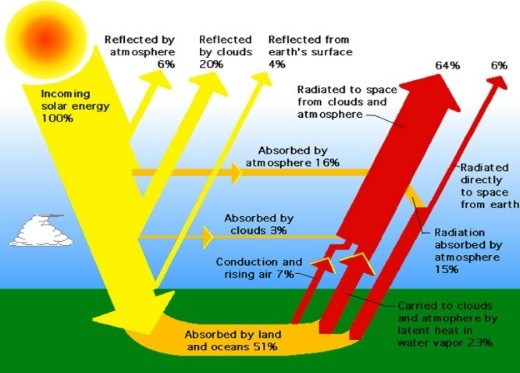 Reflected by
atmosphere
6%
Reflected
by clouds
20%
Reflected from
earth's surface
4%
64%
6%
Incoming
solar energy
100%
Radiated to space
from clouds and
atmosphere
Absorbed by
atmosphere 16%
Radiated
directly
to space
from earth
Absorbed by
clouds 3%
Radiation
absorbed by
atmosphere
15%
Conduction and
rising air 7%
Carried to clouds
and atmophere by
latent heat in
water vapor 23%
Absorbed by land
and oceans 51%